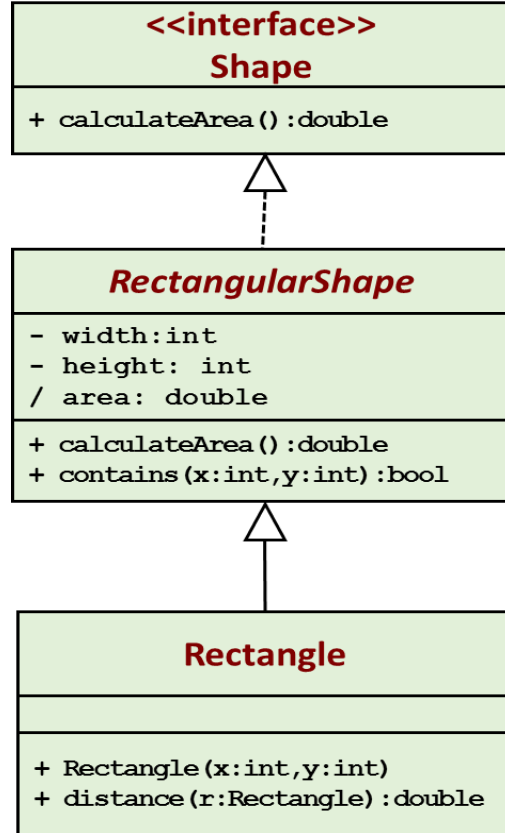 <<interface>>
Shape
+ calculateArea():double
RectangularShape
- width:int
- height: int
/ area: double
+ calculateArea():double
+ contains(x:int,y:int):bool
Rectangle
+ Rectangle(x:int,y:int)
+ distance(r:Rectangle):double